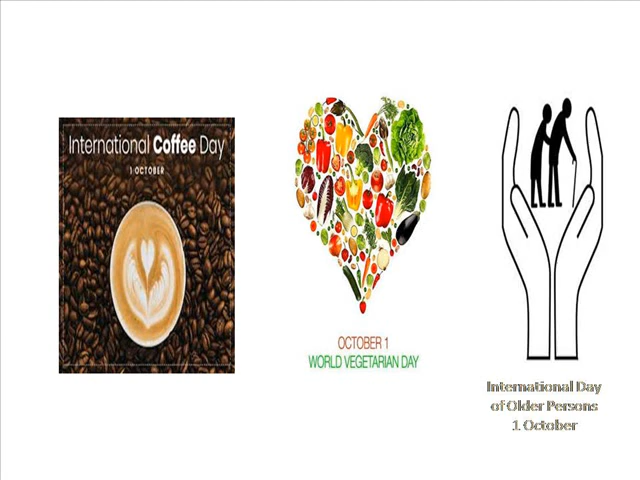 International Coffee Day
1 OCTOBER
OCTOBER 1
WORLD VEGETARIAN DAY
International Day
of Older Persons
1 October